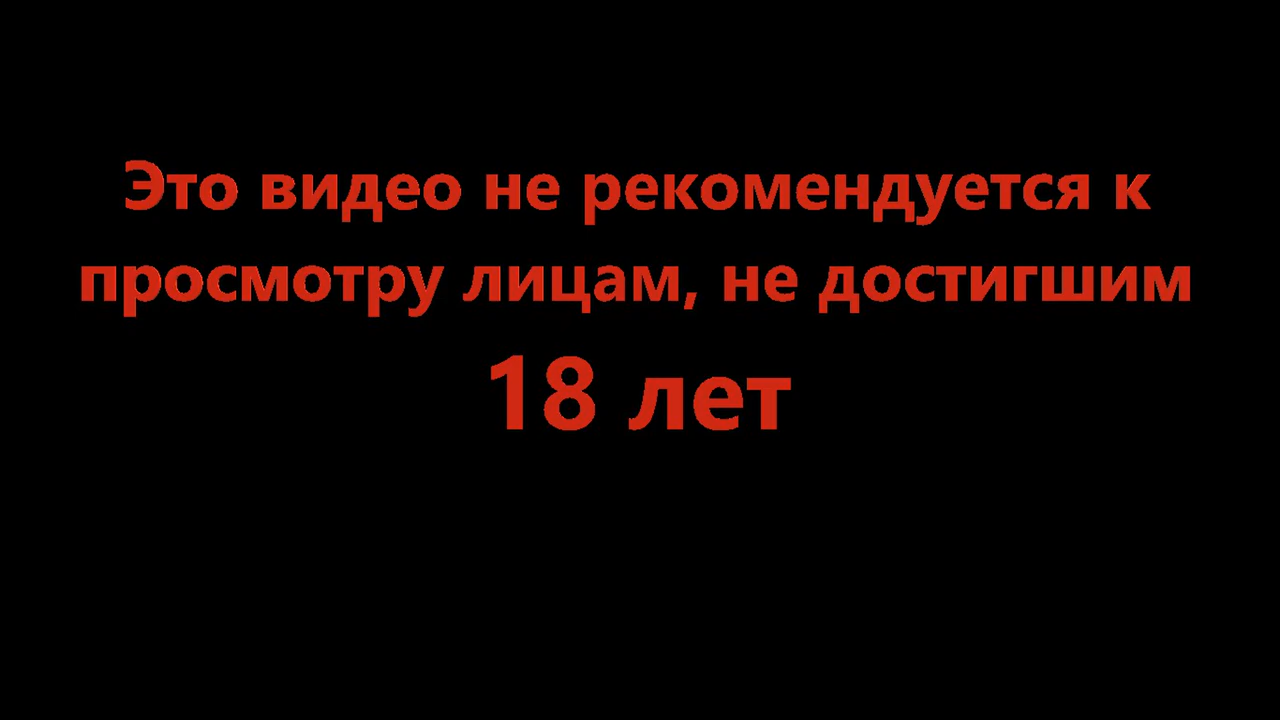 Это видео не рекомендуется к
просмотру лицам, не достигшим
18 лет